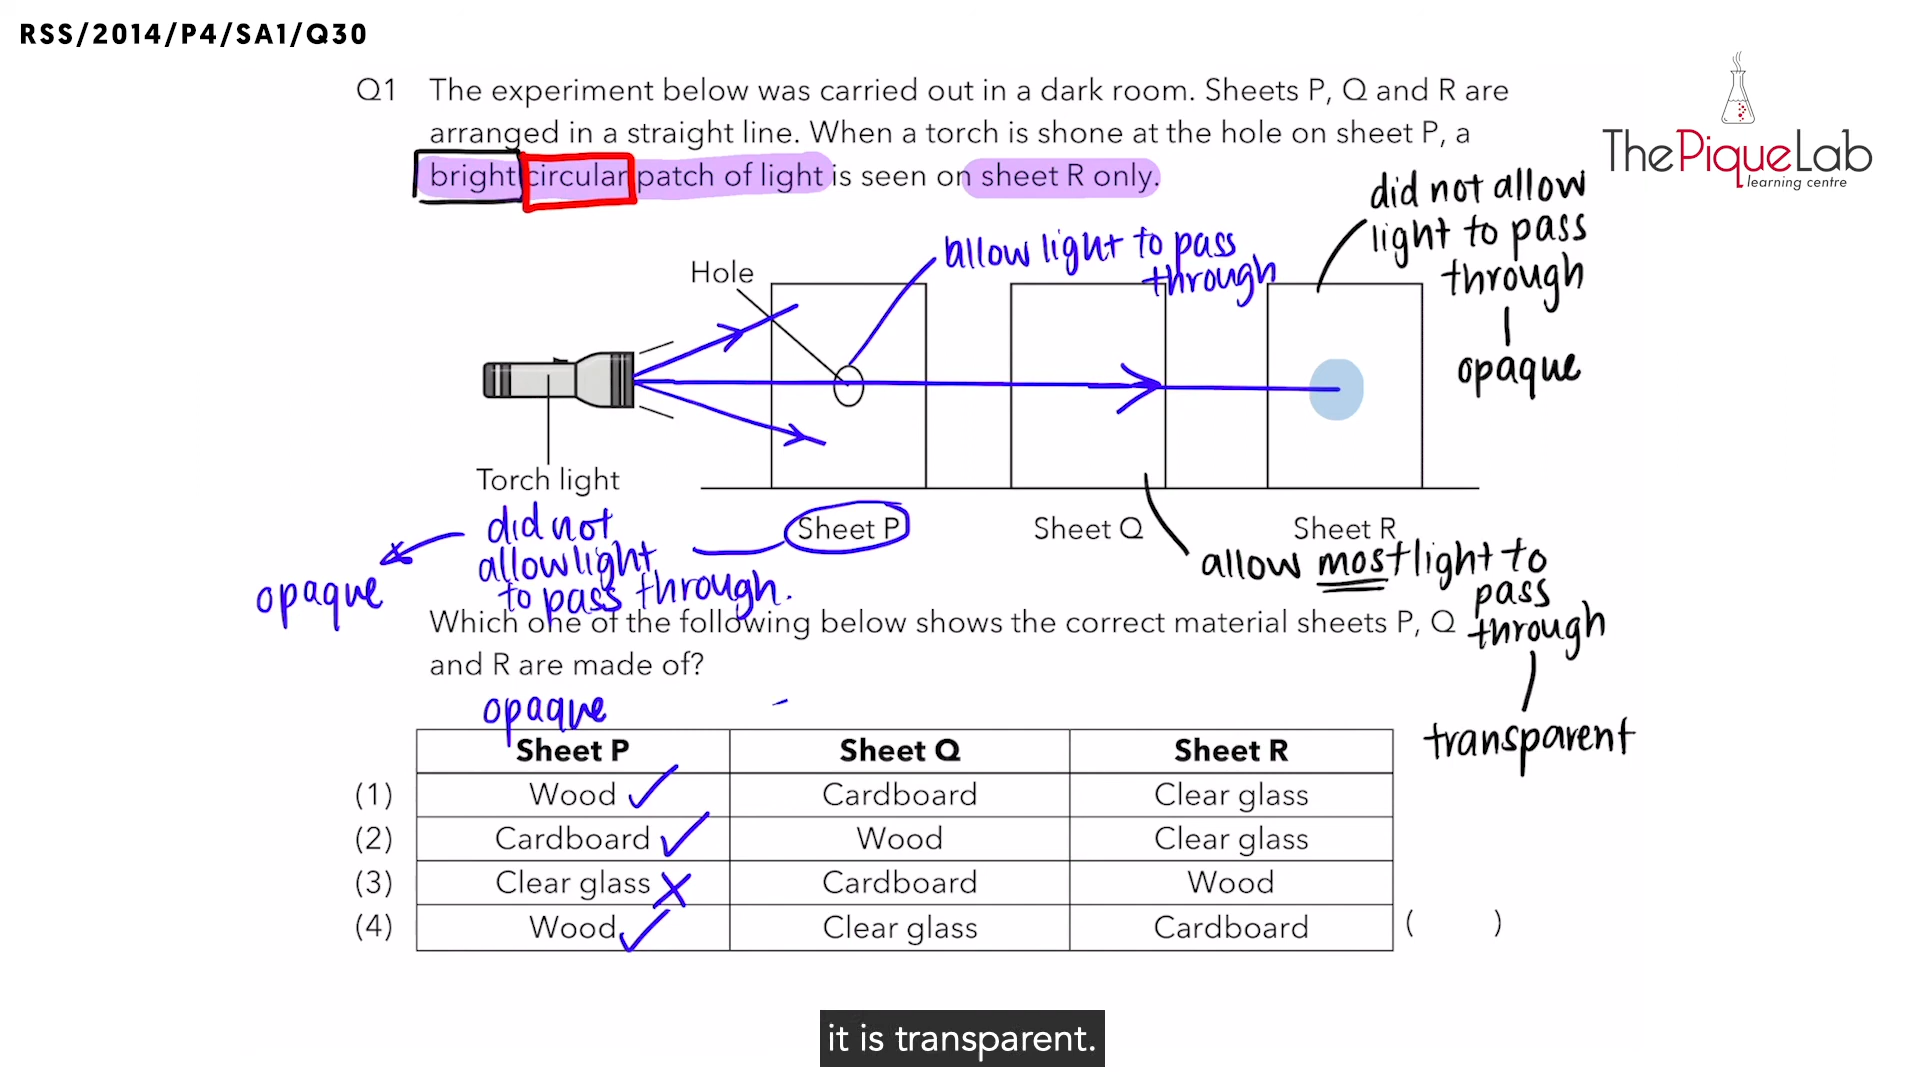 RSS/2014/P4/SA1/Q30
ThePiqueLab
learning centre
Q1 The experiment below was carried out in a dark room. Sheets P, Q and R are
arranged in a straight line. When a torch is shone at the hole on sheet P, a
bright circular patch of light is seen on sheet R only.
did not allow
light to pass
through
opaque
allow light to pass
through
Hole
Torch light
Sheet P
Sheet Q
Sheet R
did not
allow light
to pass through.
opaque
allow most light to
pass
through
transparent
Which one of the following below shows the correct material sheets P, Q
and R are made of?
opaque
Sheet P Sheet Q Sheet R
(1) Wood Cardboard Clear glass
(2) Cardboard Wood Clear glass
(3) Clear glass Cardboard Wood
(4) Wood Clear glass Cardboard ( )
it is transparent.